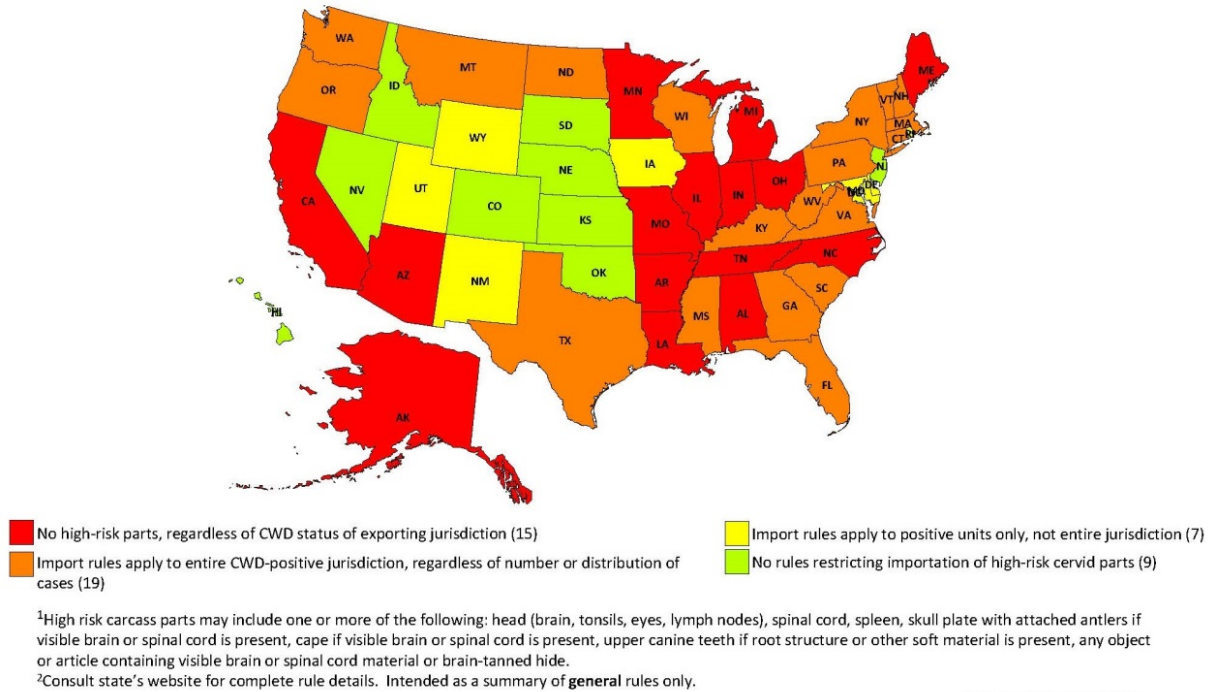 WA
MT
ND
MN
ME
OR
ID
SD
WI
MI
VT
NH
NY
MA
CT
RI
WY
IA
NE
PA
NJ
NV
UT
CO
IL
IN
OH
MD
DE
CA
KS
MO
WV
VA
KY
AZ
NM
OK
AR
TN
NC
SC
HI
TX
MS
AL
GA
LA
FL
AK
No high-risk parts, regardless of CWD status of exporting jurisdiction (15)
Import rules apply to entire CWD-positive jurisdiction, regardless of number or distribution of
cases (19)
Import rules apply to positive units only, not entire jurisdiction (7)
No rules restricting importation of high-risk cervid parts (9)
1High risk carcass parts may include one or more of the following: head (brain, tonsils, eyes, lymph nodes), spinal cord, spleen, skull plate with attached antlers if
visible brain or spinal cord is present, cape if visible brain or spinal cord is present, upper canine teeth if root structure or other soft material is present, any object
or article containing visible brain or spinal cord material or brain-tanned hide.
2Consult state's website for complete rule details. Intended as a summary of general rules only.